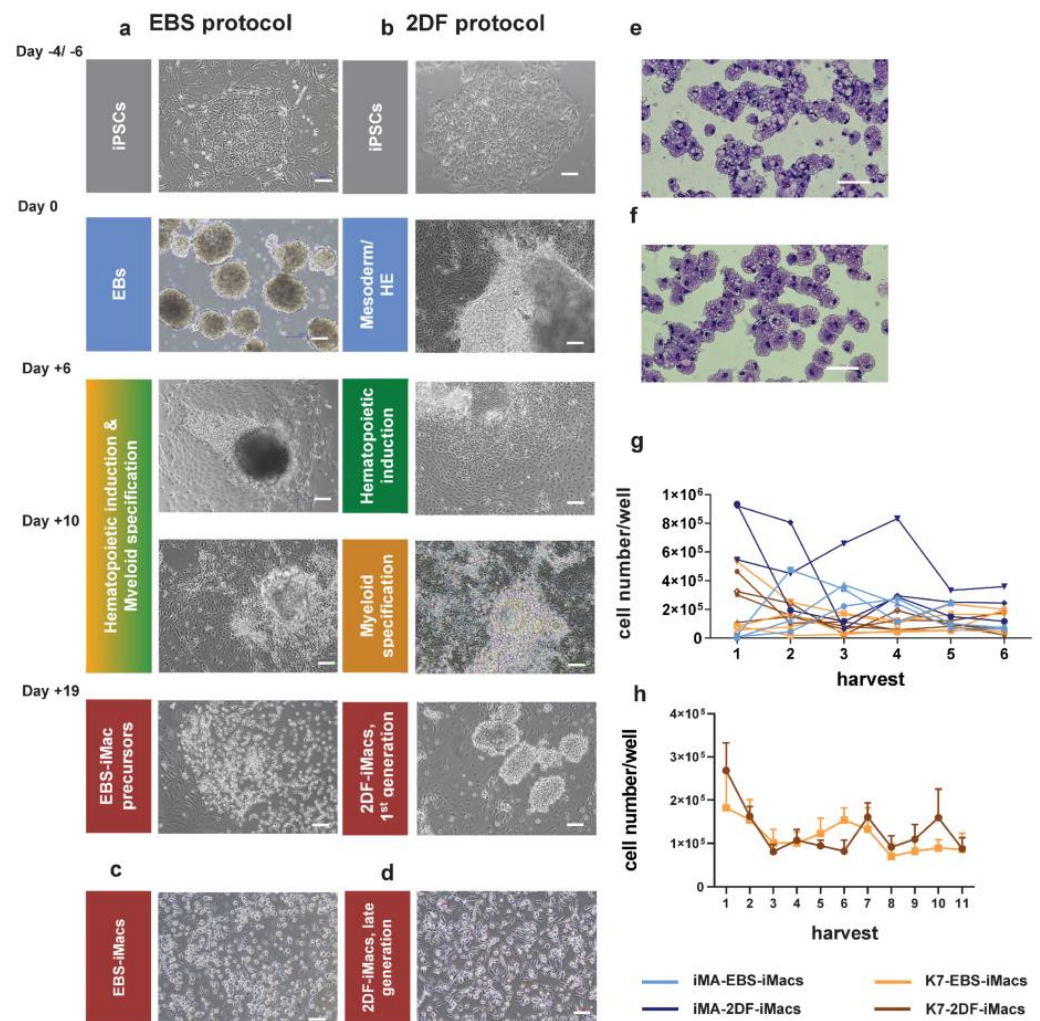 a EBS protocol
b 2DF protocol
Day -4/ -6
iPSCs
iPSCs
Day 0
EBs
Mesoderm/
HE
Day +6
Hematopoietic induction &
Myeloid specification
Hematopoietic
induction
Day +10
Myeloid
specification
Day +19
EBS-iMac
precursors
2DF-iMacs,
1st generation
c
EBS-iMacs
d
2DF-iMacs, late
generation
e
f
g
cell number/well
1×10⁶
8×10⁵
6×10⁵
4×10⁵
2×10⁵
0
1 2 3 4 5 6
harvest
h
cell number/well
4×10⁵
3×10⁵
2×10⁵
1×10⁵
0
1 2 3 4 5 6 7 8 9 10 11
harvest
iMA-EBS-iMacs
K7-EBS-iMacs
iMA-2DF-iMacs
K7-2DF-iMacs